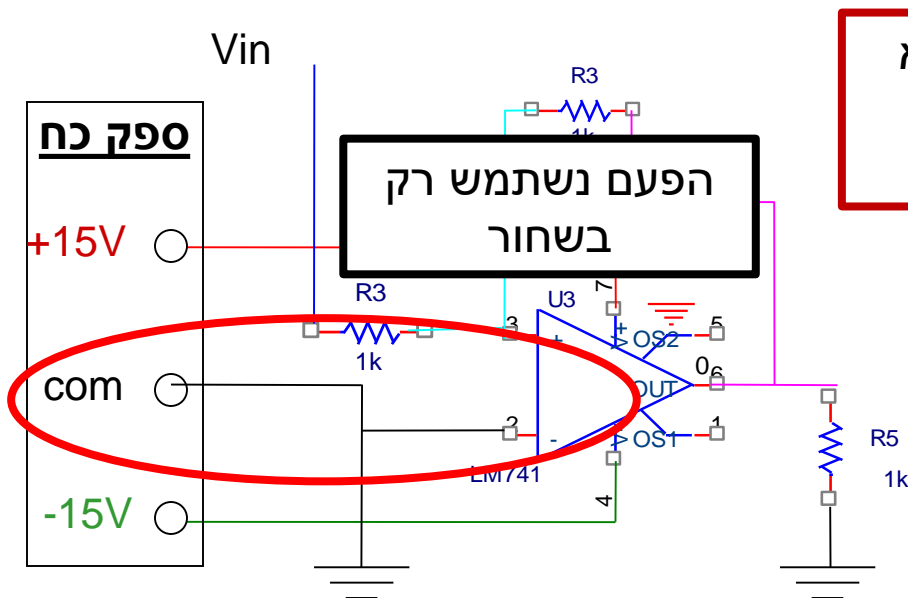 Vin
ספק כח
+15V
com
-15V
R3
הפעם נשתמש רק
בשחור
R3
1k
U3
7
3
+
V+
OS2
5
0
6
OUT
2
-
V-
OS1
1
LM741
4
R5
1k
א